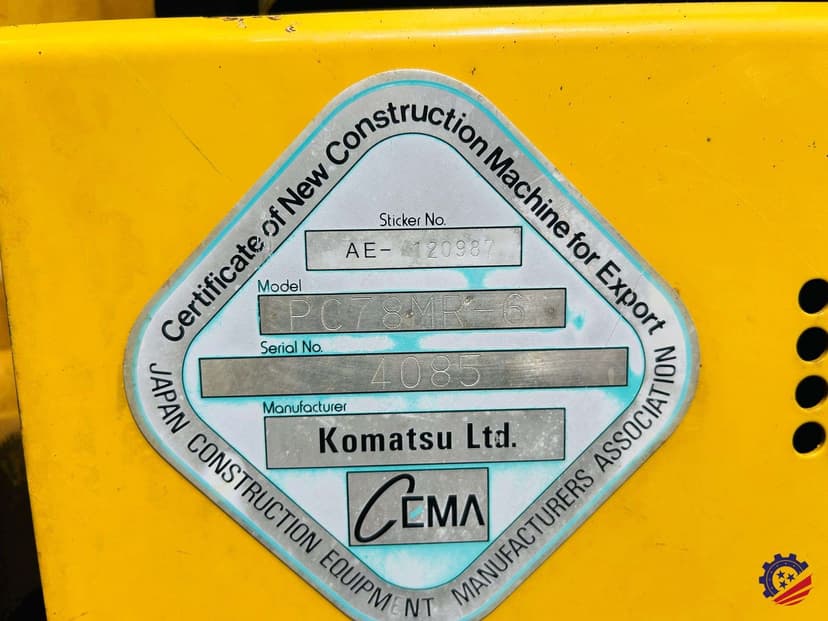 Certificate of New Construction Machine for Export
Sticker No.
AE- 120987
Model
PC78MR-6
Serial No.
4085
Manufacturer
Komatsu Ltd.
CEMA
JAPAN CONSTRUCTION EQUIPMENT MANUFACTURERS ASSOCIATION